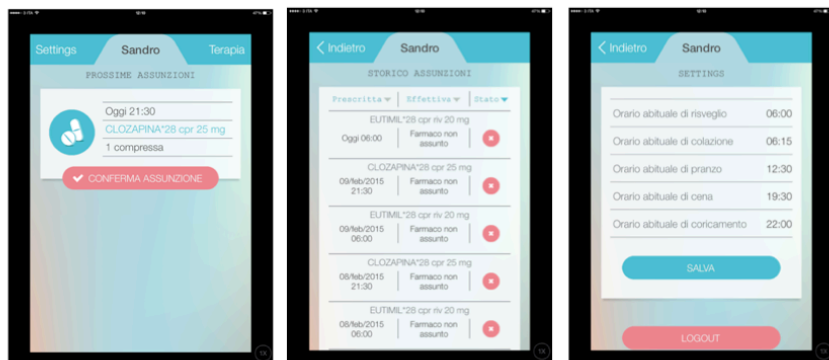 Settings Sandro Terapia
PROSSIME ASSUNZIONI
Oggi 21:30
CLOZAPINA*28 cpr 25 mg
1 compressa
CONFERMA ASSUNZIONE
1X
Indietro Sandro
STORICO ASSUNZIONI
Prescritta Effettiva Stato
EUTIMIL*28 cpr riv 20 mg
Oggi 06:00 Farmaco non
assunto
CLOZAPINA*28 cpr 25 mg
09/feb/2015 Farmaco non
21:30 assunto
EUTIMIL*28 cpr riv 20 mg
09/feb/2015 Farmaco non
06:00 assunto
CLOZAPINA*28 cpr 25 mg
08/feb/2015 Farmaco non
21:30 assunto
EUTIMIL*28 cpr riv 20 mg
08/feb/2015 Farmaco non
06:00 assunto
1X
Indietro Sandro
SETTINGS
Orario abituale di risveglio 06:00
Orario abituale di colazione 06:15
Orario abituale di pranzo 12:30
Orario abituale di cena 19:30
Orario abituale di coricamento 22:00
SALVA
LOGOUT
1X